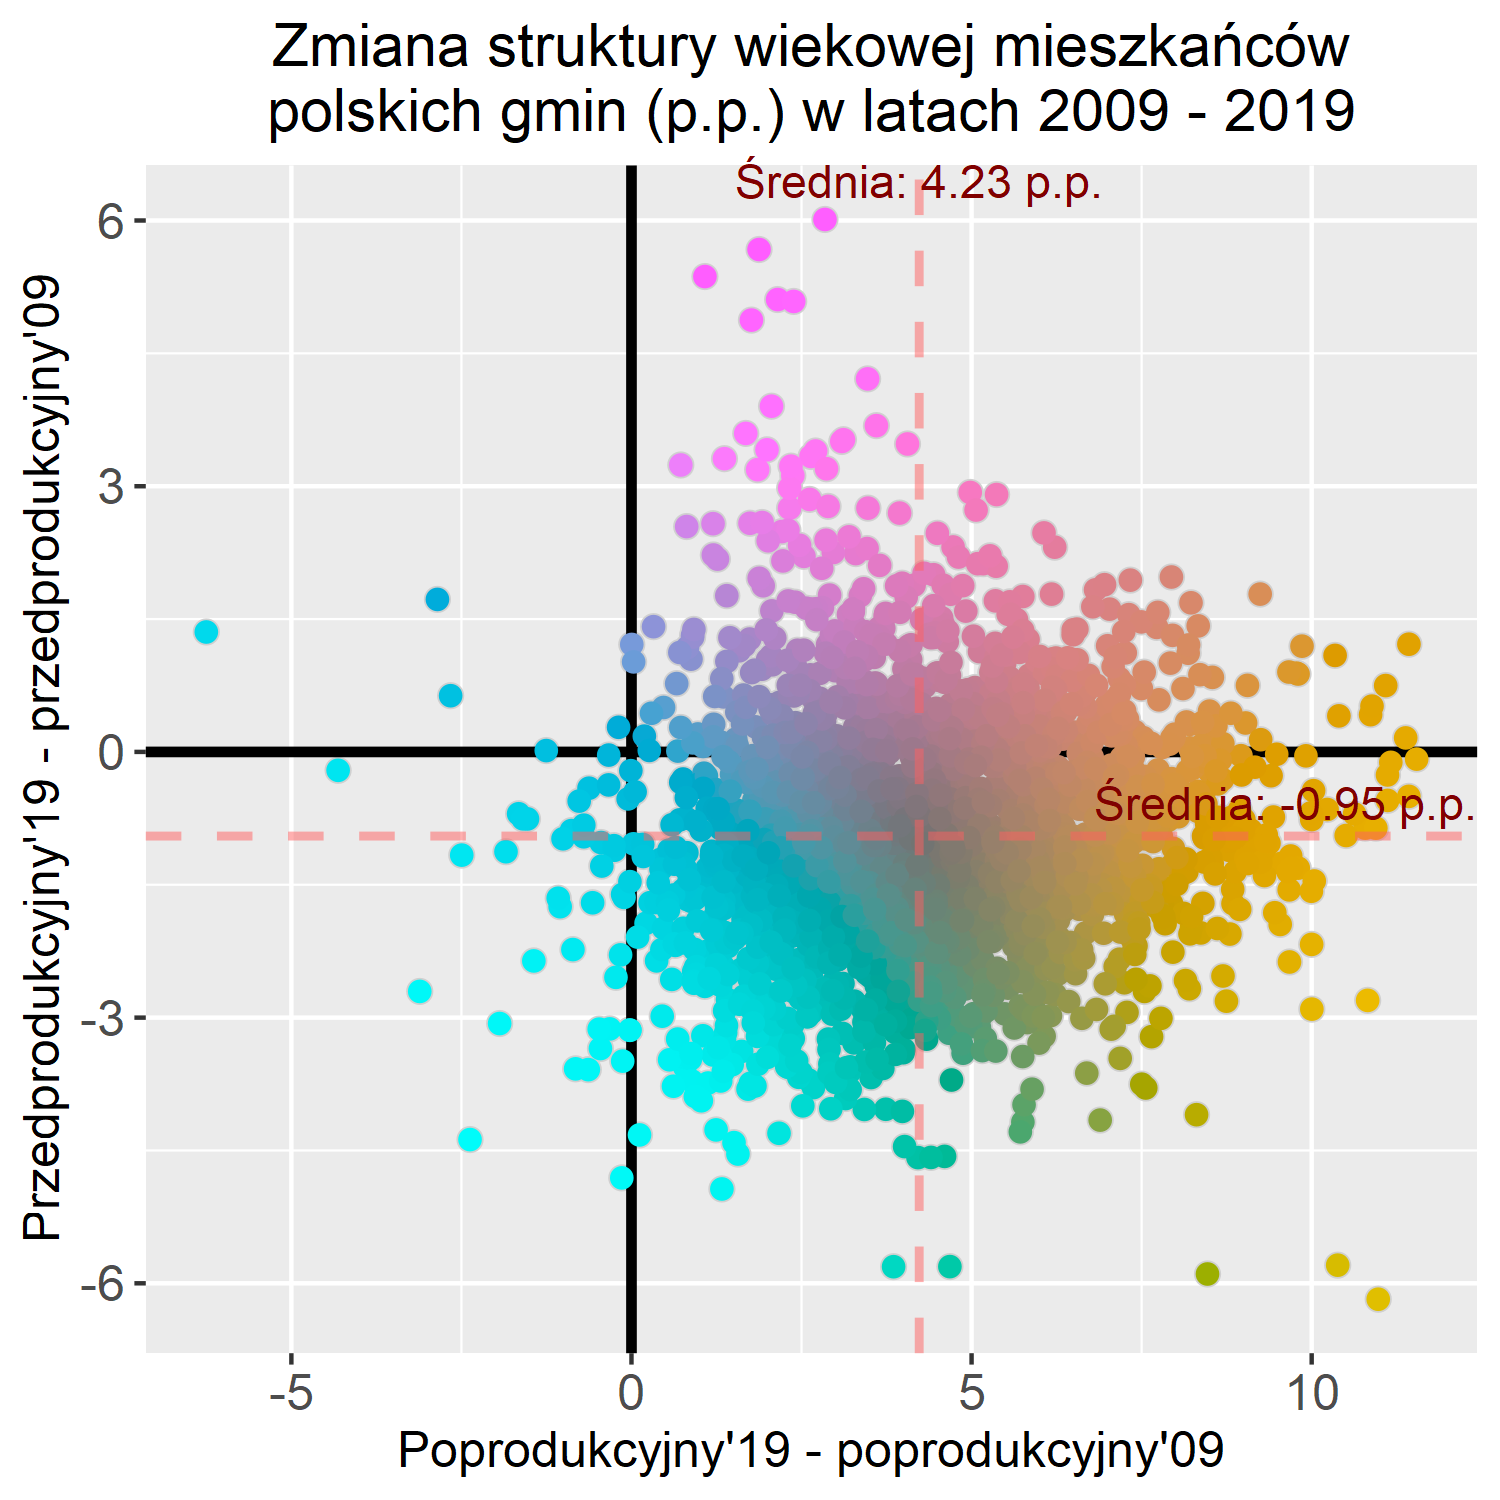 Zmiana struktury wiekowej mieszkańców
polskich gmin (p.p.) w latach 2009 - 2019
Średnia: 4.23 p.p.
Przedprodukcyjny'19 - przedprodukcyjny'09
6
3
0
-3
-6
Średnia: -0.95 p.p.
-5
0
5
10
Poprodukcyjny'19 - poprodukcyjny'09